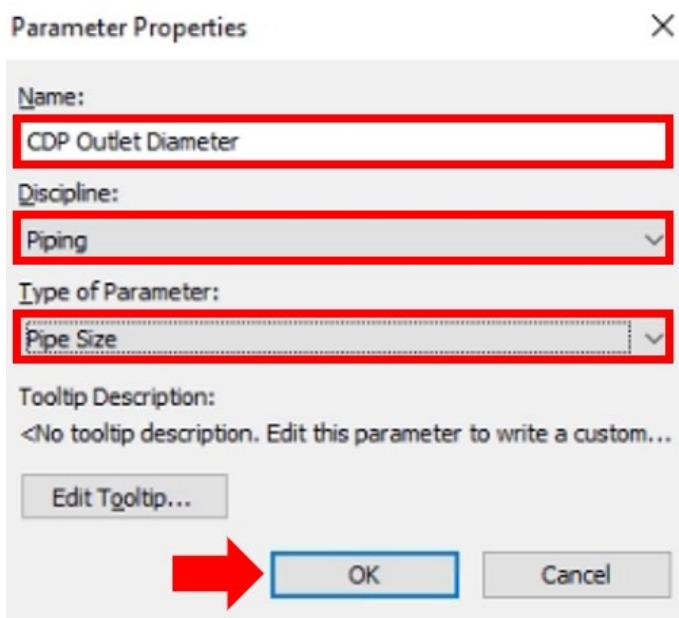 Parameter Properties
Name:
CDP Outlet Diameter
Discipline:
Piping
Type of Parameter:
Pipe Size
Tooltip Description:
<No tooltip description. Edit this parameter to write a custom...
Edit Tooltip...
OK
Cancel